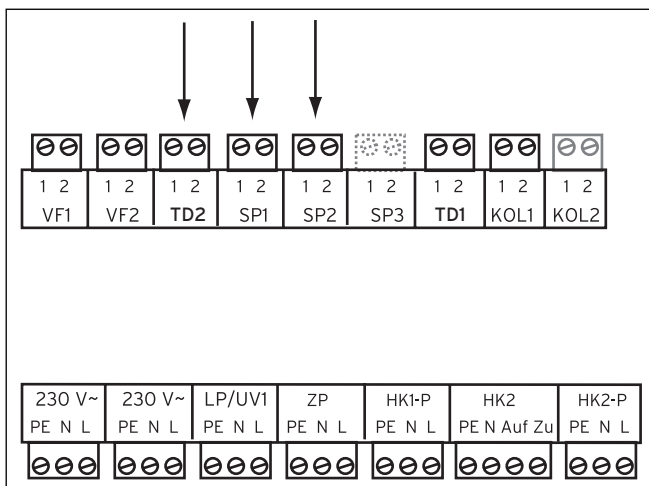 1 2 1 2 1 2 1 2 1 2 1 2 1 2 1 2 1 2
VF1 VF2 TD2 SP1 SP2 SP3 TD1 KOL1 KOL2
230 V~ 230 V~ LP/UV1 ZP HK1-P HK2 HK2-P
PE N L PE N L PE N L PE N L PE N L PE N Auf Zu PE N L